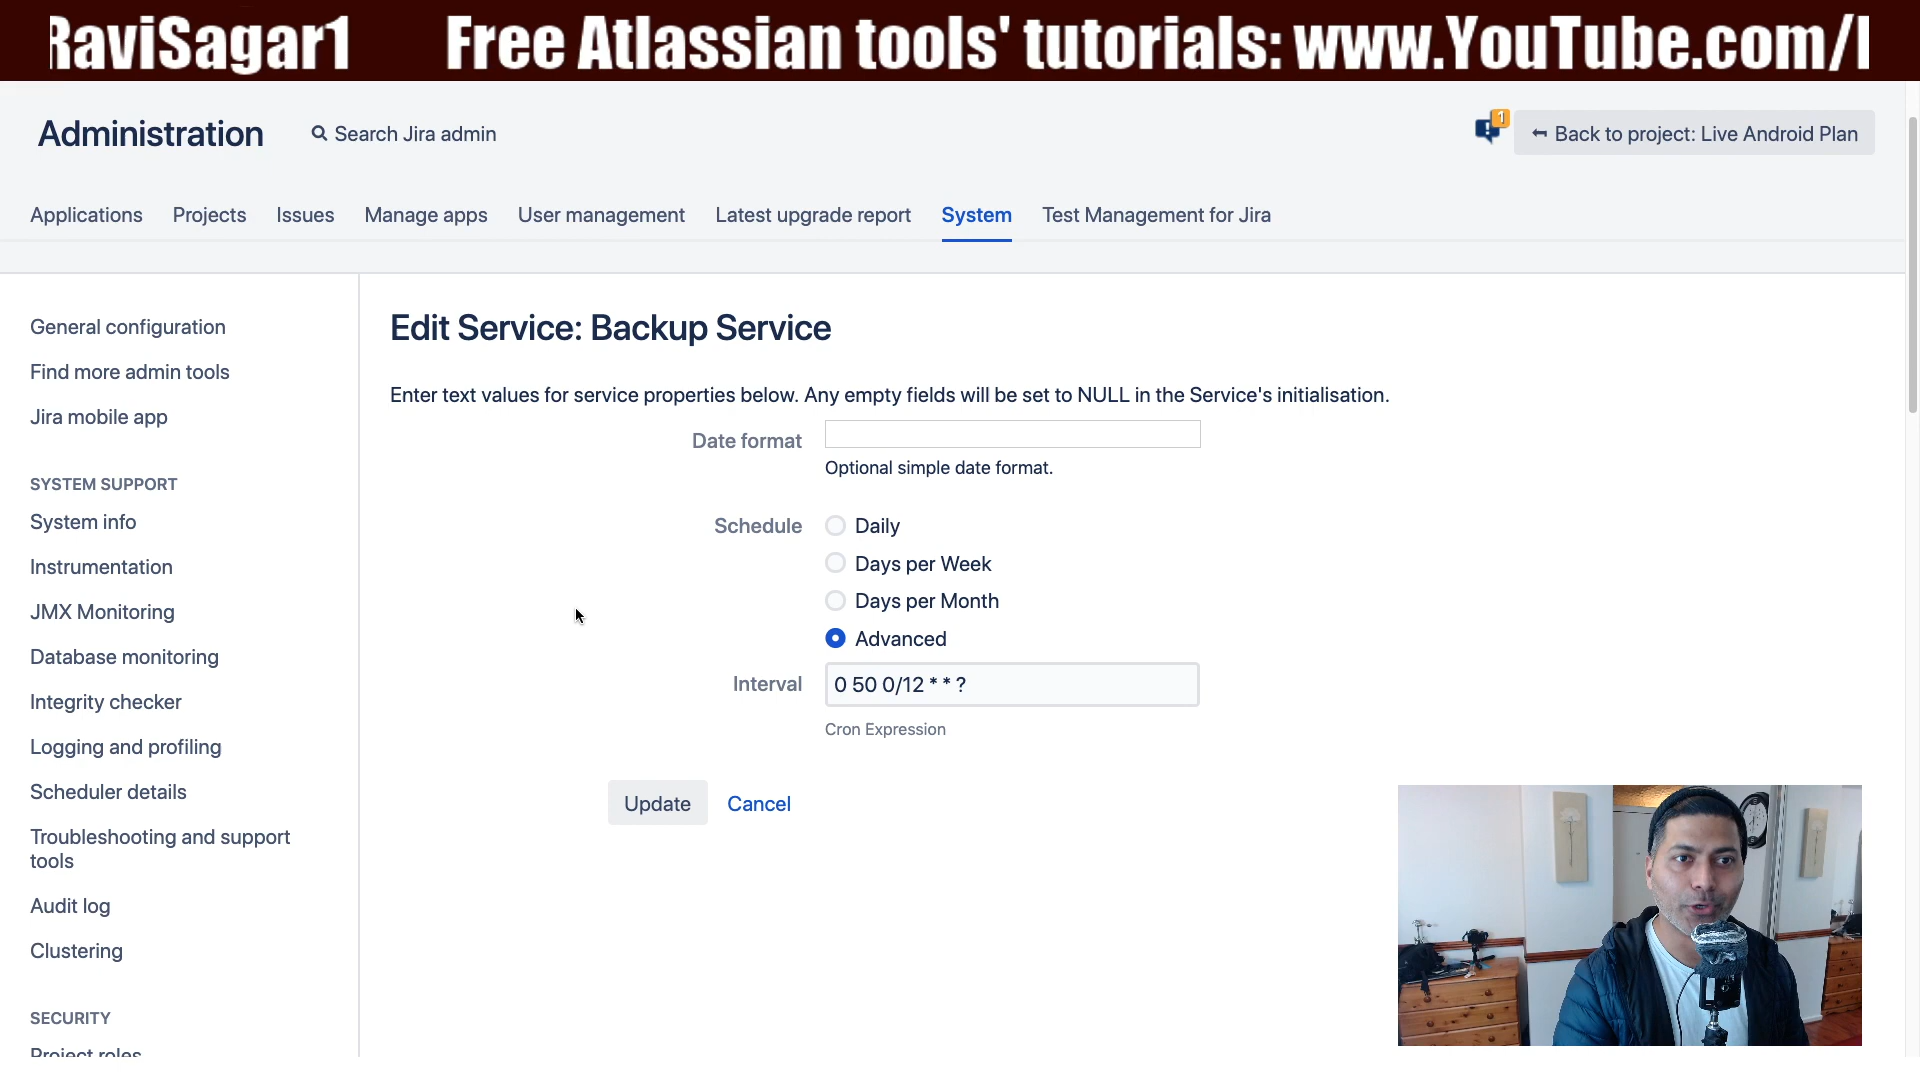 RaviSagar1 Free Atlassian tools' tutorials: www.YouTube.com/
Administration
Search Jira admin
1
Back to project: Live Android Plan
Applications
Projects
Issues
Manage apps
User management
Latest upgrade report
System
Test Management for Jira
General configuration
Find more admin tools
Jira mobile app
SYSTEM SUPPORT
System info
Instrumentation
JMX Monitoring
Database monitoring
Integrity checker
Logging and profiling
Scheduler details
Troubleshooting and support
tools
Audit log
Clustering
SECURITY
Project roles
Edit Service: Backup Service
Enter text values for service properties below. Any empty fields will be set to NULL in the Service's initialisation.
Date format
Optional simple date format.
Schedule
Daily
Days per Week
Days per Month
Advanced
Interval
0 50 0/12 * * ?
Cron Expression
Update
Cancel